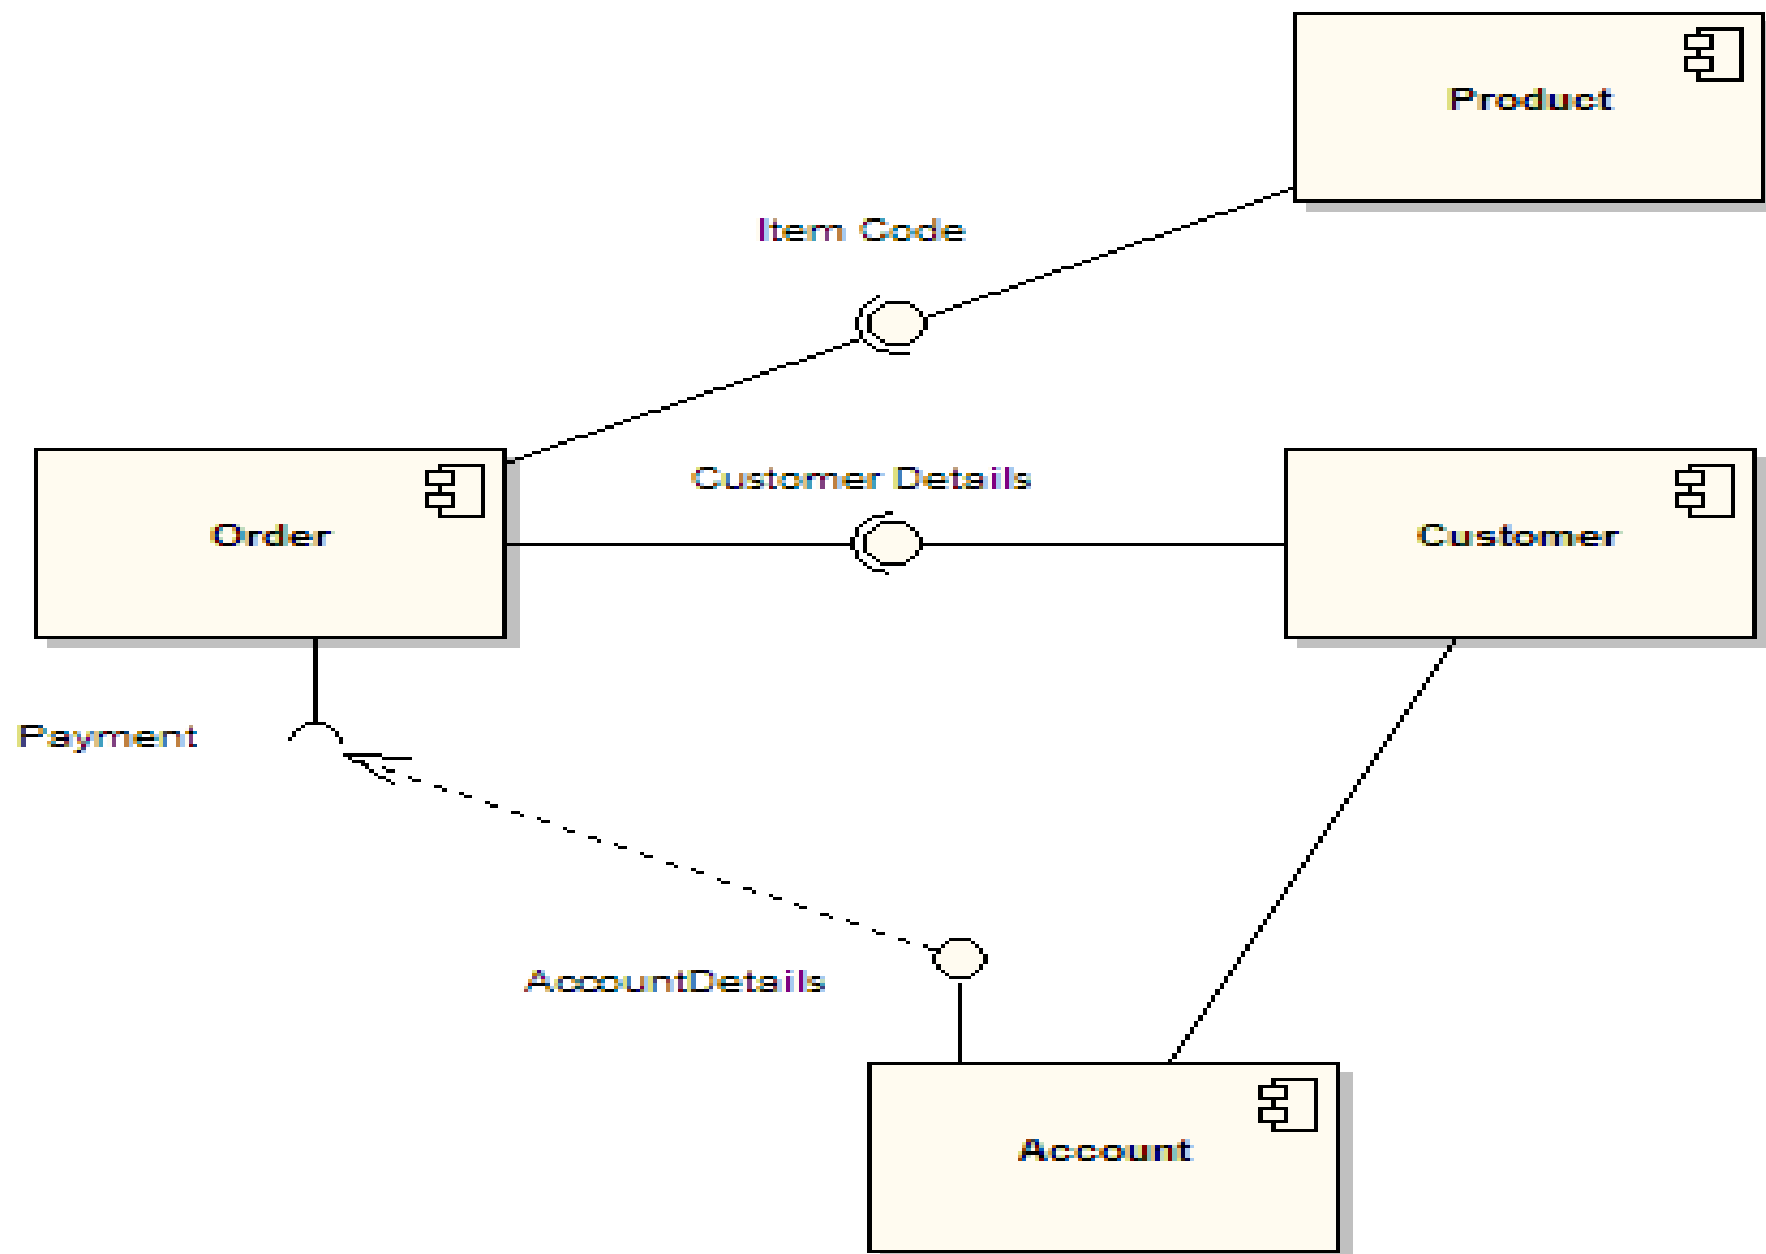 Product
Item Code
Customer Details
Order
Customer
Payment
AccountDetails
Account